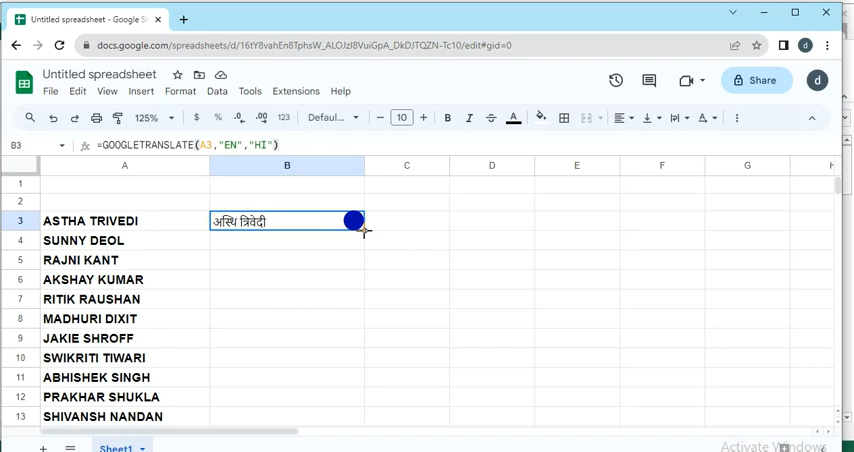 Untitled spreadsheet - Google Sh
docs.google.com/spreadsheets/d/16tY8vahEn8TphsW_ALOJzI8VuiGpA_DkDJTQZN-Tc10/edit#gid=0
d
Untitled spreadsheet
File Edit View Insert Format Data Tools Extensions Help
Share
d
125% $ % .0 .00 123 Defaul... 10 B I A
B3 fx =GOOGLETRANSLATE(A3,"EN","HI")
A B C D E F G H
1
2
3 ASTHA TRIVEDI अस्थि त्रिवेदी
4 SUNNY DEOL
5 RAJNI KANT
6 AKSHAY KUMAR
7 RITIK RAUSHAN
8 MADHURI DIXIT
9 JAKIE SHROFF
10 SWIKRITI TIWARI
11 ABHISHEK SINGH
12 PRAKHAR SHUKLA
13 SHIVANSH NANDAN
Sheet1
Activate Windows